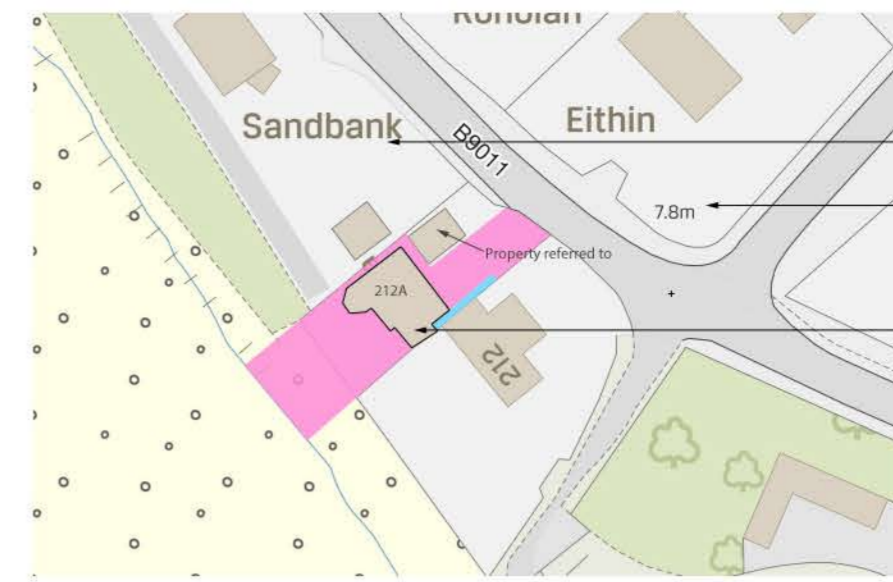 Sandbank
Eithin
B9011
7.8m
Property referred to
212A
212